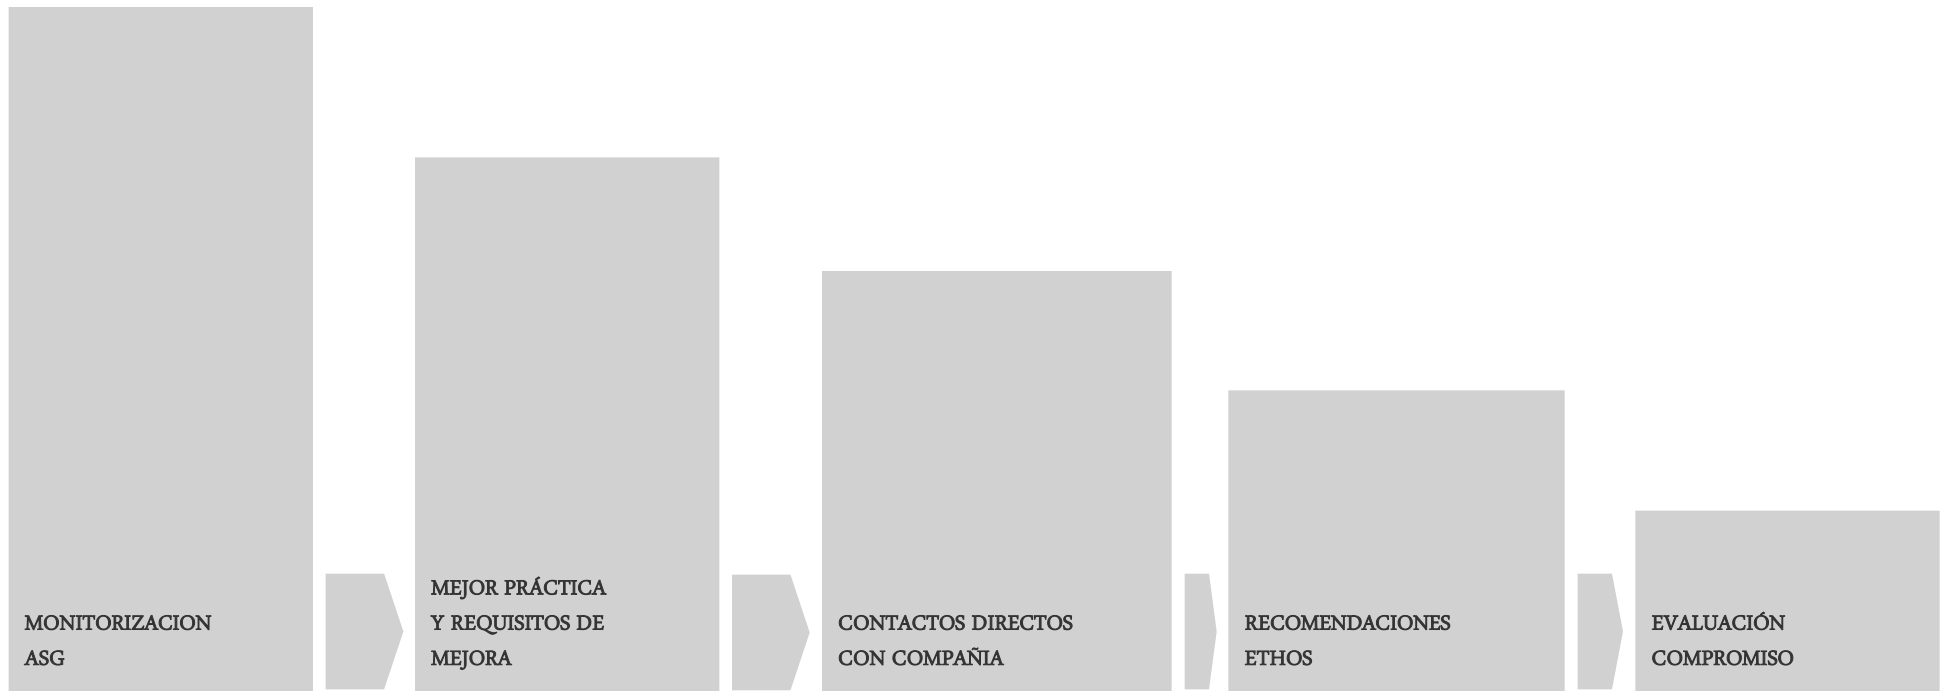 MONITORIZACION
ASG
MEJOR PRÁCTICA
Y REQUISITOS DE
MEJORA
CONTACTOS DIRECTOS
CON COMPAÑIA
RECOMENDACIONES
ETHOS
EVALUACIÓN
COMPROMISO